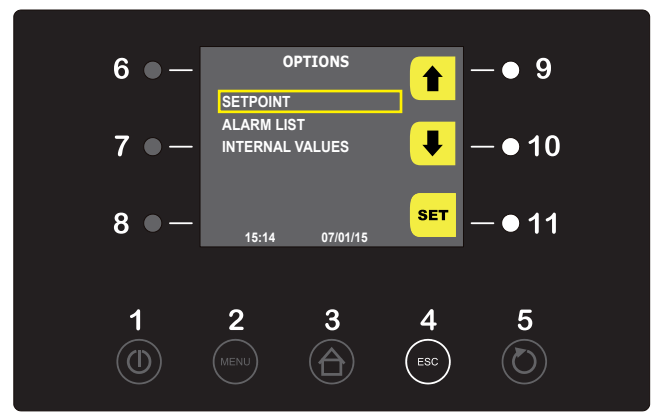 OPTIONS
6
9
SETPOINT
ALARM LIST
7
INTERNAL VALUES
10
8
SET
11
15:14 07/01/15
1 2 3 4 5
MENU ESC